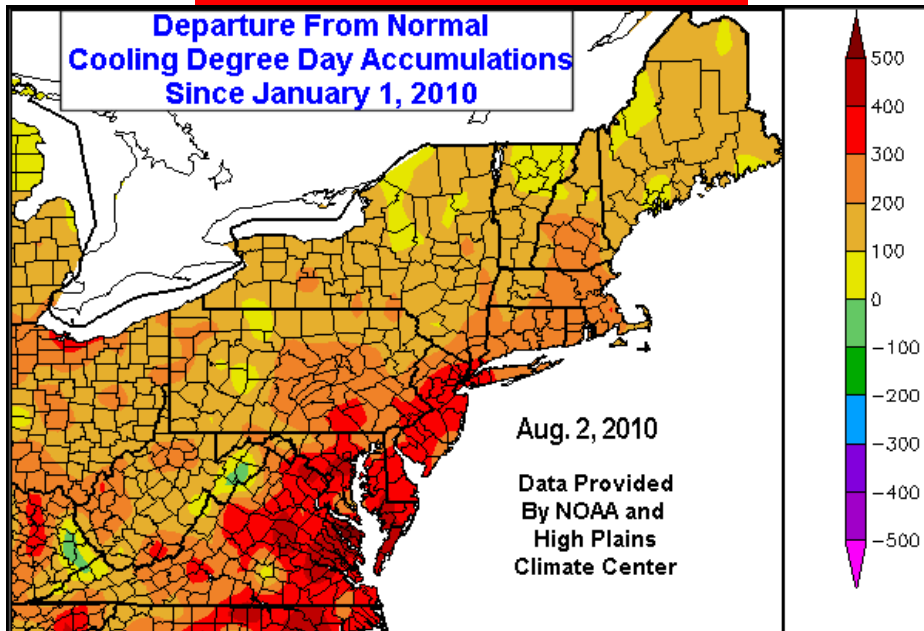 Departure From Normal
Cooling Degree Day Accumulations
Since January 1, 2010
500
400
300
200
100
0
-100
-200
-300
-400
-500
Aug. 2, 2010
Data Provided
By NOAA and
High Plains
Climate Center